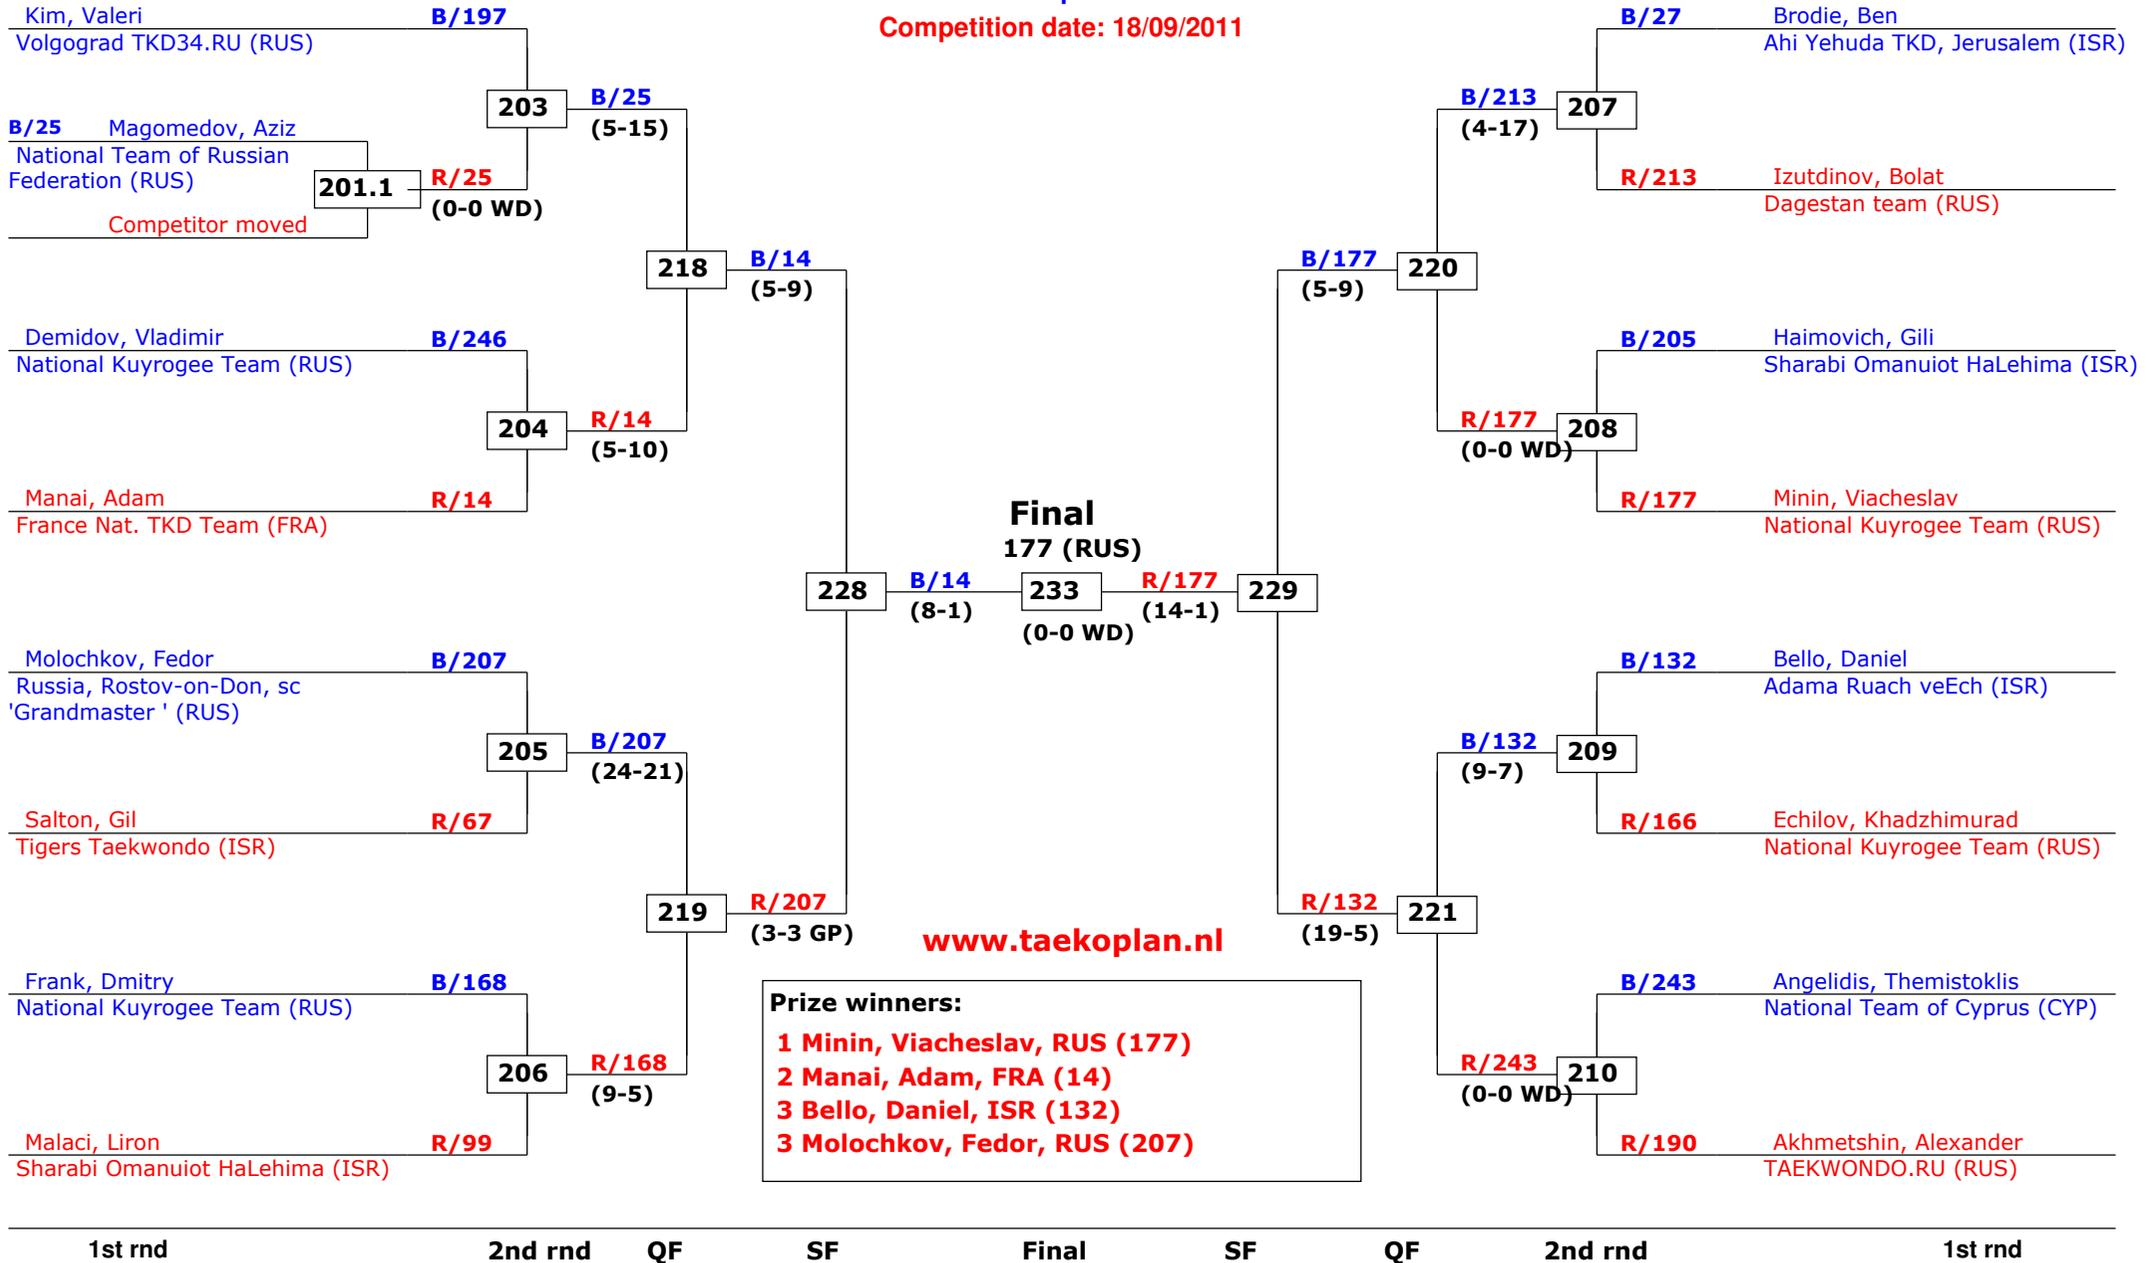 Competition date: 18/09/2011
Kim, Valeri
B/197
Volgograd TKD34.RU (RUS)
203
B/25
(5-15)
B/25
Magomedov, Aziz
National Team of Russian
Federation (RUS)
201.1
R/25
(0-0 WD)
Competitor moved
218
B/14
(5-9)
Demidov, Vladimir
B/246
National Kuyrogee Team (RUS)
204
R/14
(5-10)
Manai, Adam
R/14
France Nat. TKD Team (FRA)
228
B/14
(8-1)
Molochkov, Fedor
B/207
Russia, Rostov-on-Don, sc
'Grandmaster ' (RUS)
205
B/207
(24-21)
Salton, Gil
R/67
Tigers Taekwondo (ISR)
219
R/207
(3-3 GP)
Frank, Dmitry
B/168
National Kuyrogee Team (RUS)
206
R/168
(9-5)
Malaci, Liron
R/99
Sharabi Omanuiot HaLehima (ISR)
Final
177 (RUS)
233
(0-0 WD)
R/177
(14-1)
229
B/27
Brodie, Ben
Ahi Yehuda TKD, Jerusalem (ISR)
B/213
(4-17)
207
R/213
Izutdinov, Bolat
Dagestan team (RUS)
B/177
(5-9)
220
B/205
Haimovich, Gili
Sharabi Omanuiot HaLehima (ISR)
R/177
(0-0 WD)
208
R/177
Minin, Viacheslav
National Kuyrogee Team (RUS)
B/132
Bello, Daniel
Adama Ruach veEch (ISR)
B/132
(9-7)
209
R/166
Echilov, Khadzhimurad
National Kuyrogee Team (RUS)
R/132
(19-5)
221
B/243
Angelidis, Themistoklis
National Team of Cyprus (CYP)
R/243
(0-0 WD)
210
R/190
Akhmetshin, Alexander
TAEKWONDO.RU (RUS)
www.taekoplan.nl
Prize winners:
1 Minin, Viacheslav, RUS (177)
2 Manai, Adam, FRA (14)
3 Bello, Daniel, ISR (132)
3 Molochkov, Fedor, RUS (207)
1st rnd
2nd rnd
QF
SF
Final
SF
QF
2nd rnd
1st rnd